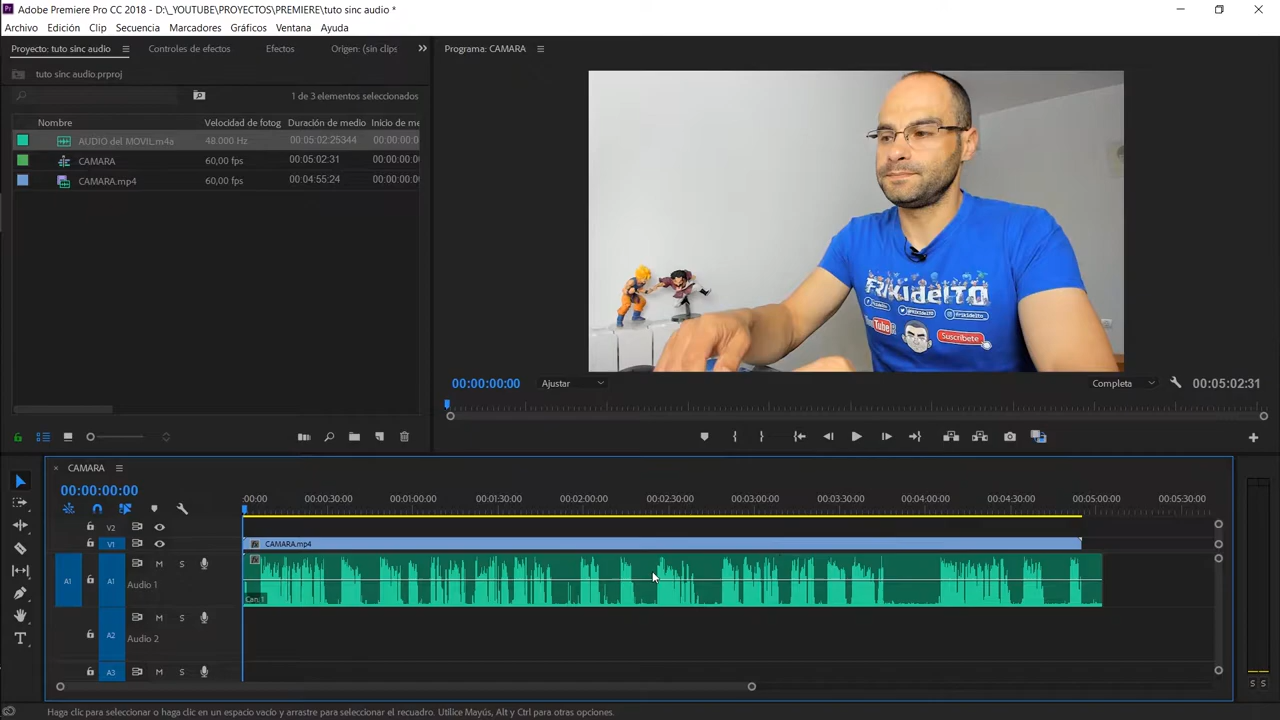 Adobe Premiere Pro CC 2018 - D:\_YOUTUBE\PROYECTOS\PREMIERE\tuto sinc audio *
Archivo Edición Clip Secuencia Marcadores Gráficos Ventana Ayuda
Proyecto: tuto sinc audio Controles de efectos Efectos Origen: (sin clips
Programa: CAMARA
tuto sinc audio.prproj
1 de 3 elementos seleccionados
Nombre Velocidad de fotog Duración de medio Inicio de me
AUDIO del MOVIL.m4a 48.000 Hz 00:05:02:25344 00:00:00:0
CAMARA 60,00 fps 00:05:02:31 00:00:00:0
CAMARA.mp4 60,00 fps 00:04:55:24 00:00:00:0
FRiKidelTO
@FRiKidelTO
You Tube
Suscríbete
00:00:00:00 Ajustar Completa 00:05:02:31
CAMARA
00:00:00:00
:00:00 00:00:30:00 00:01:00:00 00:01:30:00 00:02:00:00 00:02:30:00 00:03:00:00 00:03:30:00 00:04:00:00 00:04:30:00 00:05:00:00 00:05:30:00
V2
V1 CAMARA.mp4
A1 A1 M S
Audio 1
Can. 1
M S
A2 Audio 2
A3 M S
S S
Haga clic para seleccionar o haga clic en un espacio vacío y arrastre para seleccionar el recuadro. Utilice Mayús, Alt y Ctrl para otras opciones.